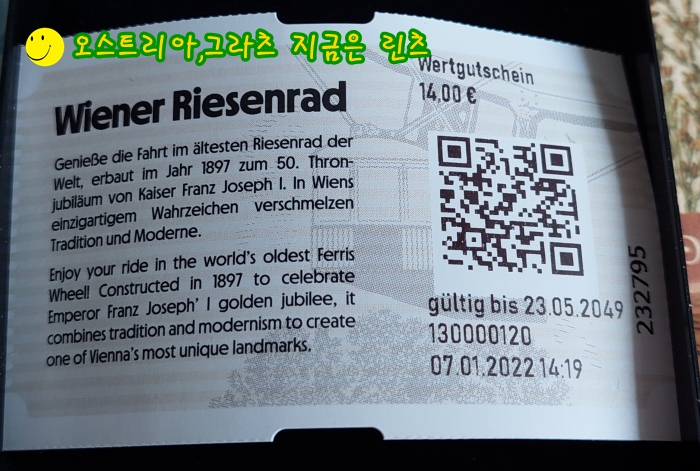 오스트리아,그라츠 지금은 린츠
Wiener Riesenrad
Genieße die Fahrt im ältesten Riesenrad der
Welt, erbaut im Jahr 1897 zum 50. Thron-
jubiläum von Kaiser Franz Joseph I. In Wiens
einzigartigem Wahrzeichen verschmelzen
Tradition und Moderne.
Enjoy your ride in the world's oldest Ferris
Wheel! Constructed in 1897 to celebrate
Emperor Franz Joseph' I golden jubilee, it
combines tradition and modernism to create
one of Vienna's most unique landmarks.
Wertgutschein
14,00 €
gültig bis 23.05.2049
130000120
07.01.2022 14:19
232795